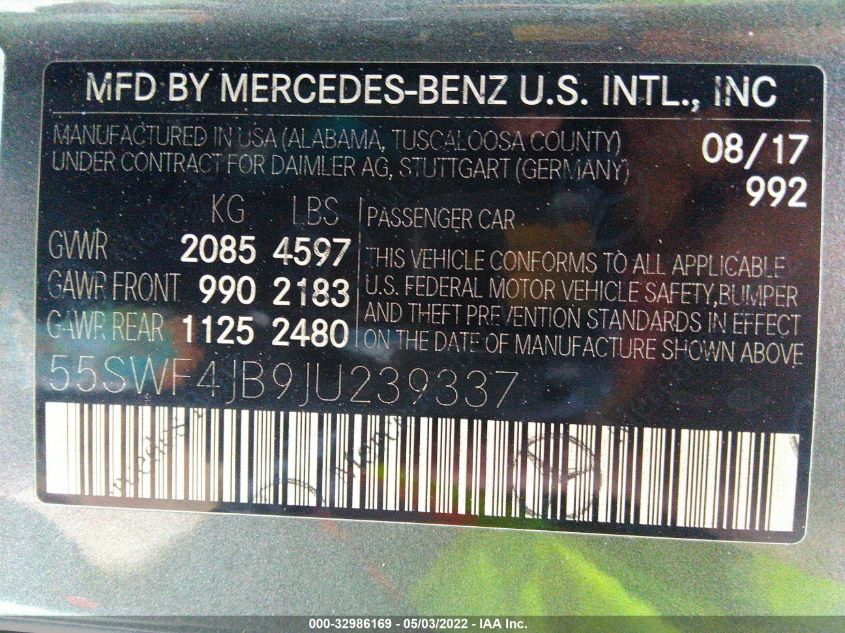 MFD BY MERCEDES-BENZ U.S. INTL., INC
MANUFACTURED IN USA (ALABAMA, TUSCALOOSA COUNTY)
UNDER CONTRACT FOR DAIMLER AG, STUTTGART (GERMANY)
08/17
992
KG LBS
GVWR 2085 4597
GAWR FRONT 990 2183
GAWR REAR 1125 2480
PASSENGER CAR
THIS VEHICLE CONFORMS TO ALL APPLICABLE
U.S. FEDERAL MOTOR VEHICLE SAFETY, BUMPER
AND THEFT PREVENTION STANDARDS IN EFFECT
ON THE DATE OF MANUFACTURE SHOWN ABOVE
55SWF4JB9JU239337
000-32986169 - 05/03/2022 - IAA Inc.